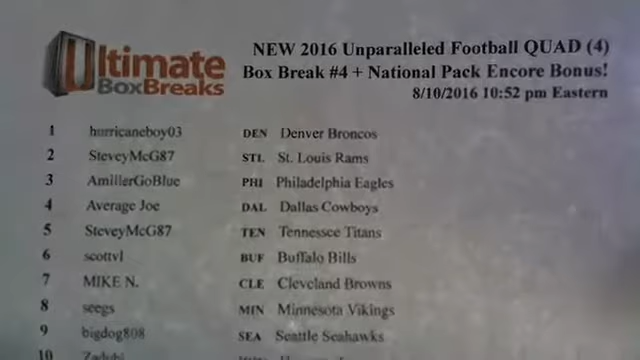 Ultimate
BoxBreaks
NEW 2016 Unparalleled Football QUAD (4)
Box Break #4 + National Pack Encore Bonus!
8/10/2016 10:52 pm Eastern
1 hurricaneboy03 DEN Denver Broncos
2 SteveyMcG87 STL St. Louis Rams
3 AmillerGoBlue PHI Philadelphia Eagles
4 Average Joe DAL Dallas Cowboys
5 SteveyMcG87 TEN Tennessee Titans
6 scottvl BUF Buffalo Bills
7 MIKE N. CLE Cleveland Browns
8 seegs MIN Minnesota Vikings
9 bigdog808 SEA Seattle Seahawks
10